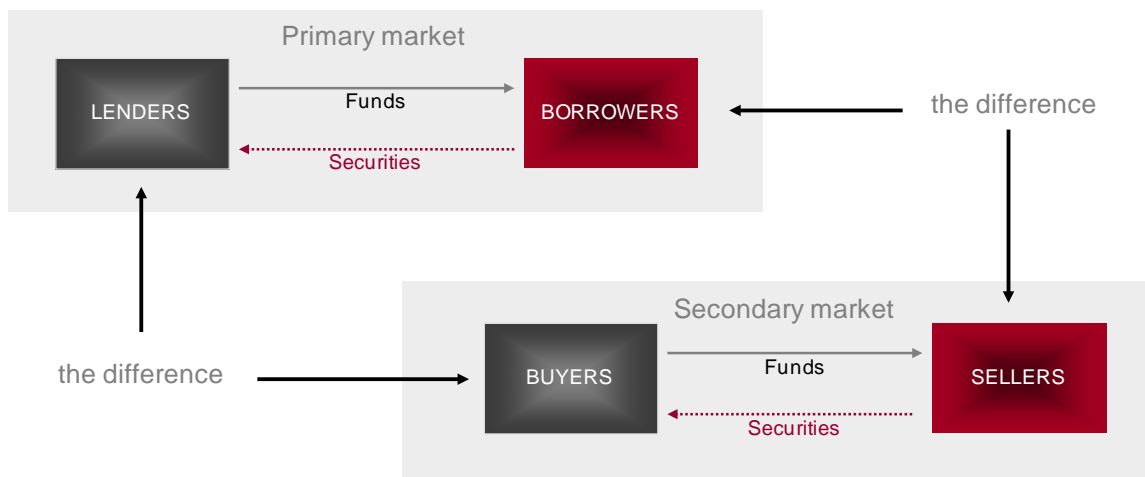 Primary market
LENDERS
Funds
BORROWERS
Securities
the difference
Secondary market
BUYERS
Funds
SELLERS
Securities
the difference